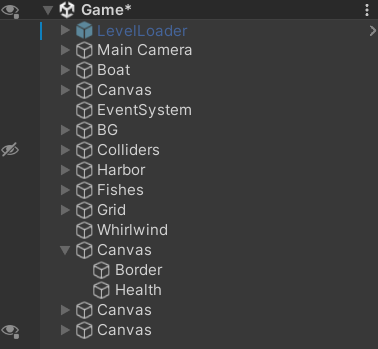 Game*
LevelLoader
Main Camera
Boat
Canvas
EventSystem
BG
Colliders
Harbor
Fishes
Grid
Whirlwind
Canvas
Border
Health
Canvas
Canvas